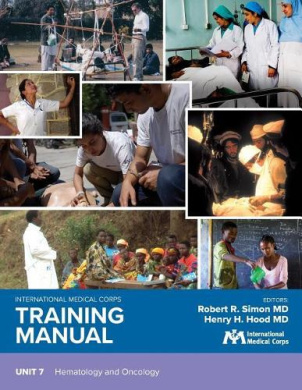 INTERNATIONAL MEDICAL CORPS
TRAINING
MANUAL
EDITORS:
Robert R. Simon MD
Henry H. Hood MD
International
Medical Corps
UNIT 7 Hematology and Oncology